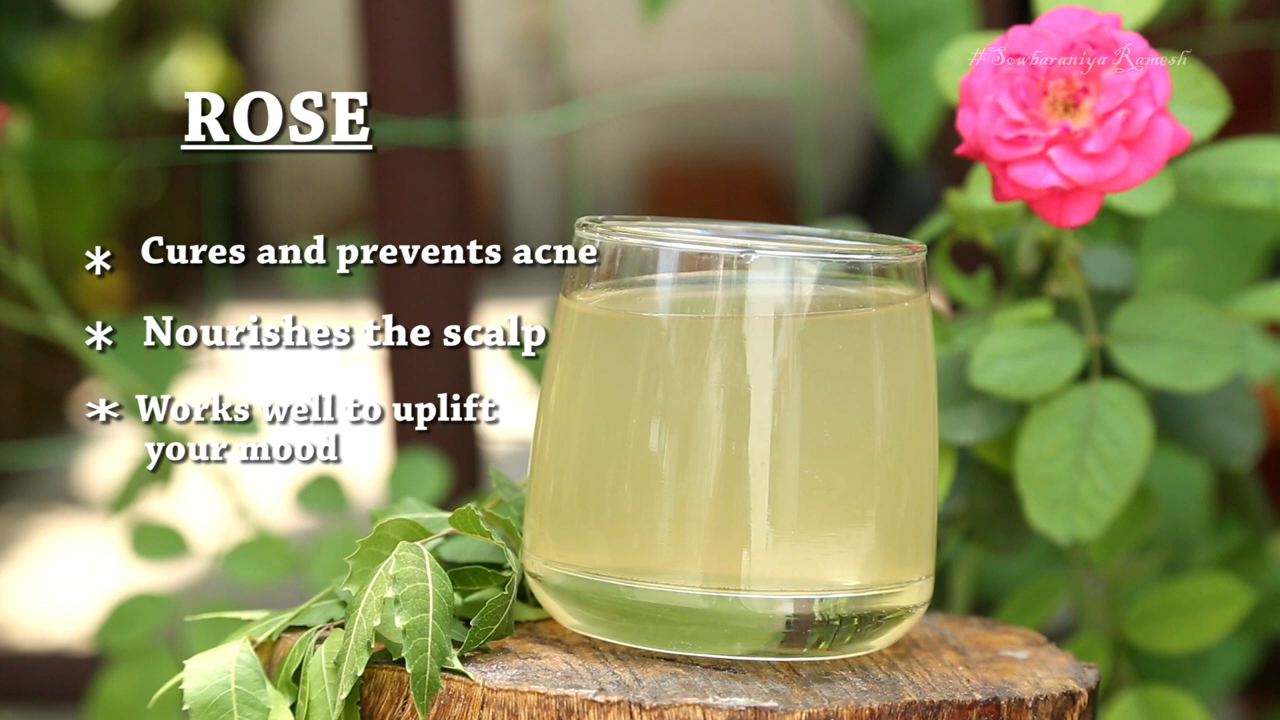 #Sowbaraniya Ramesh
ROSE
* Cures and prevents acne
* Nourishes the scalp
* Works well to uplift
your mood